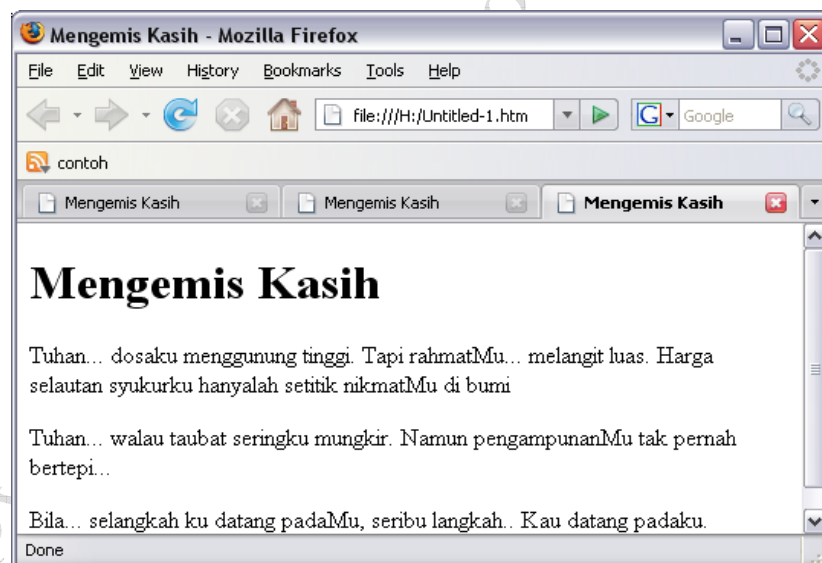 Mengemis Kasih - Mozilla Firefox
File Edit View History Bookmarks Tools Help
file:///H:/Untitled-1.htm Google
contoh
Mengemis Kasih Mengemis Kasih Mengemis Kasih
Mengemis Kasih
Tuhan... dosaku menggunung tinggi. Tapi rahmatMu... melangit luas. Harga
selautan syukurku hanyalah setitik nikmatMu di bumi
Tuhan... walau taubat seringku mungkir. Namun pengampunanMu tak pernah
bertepi...
Bila... selangkah ku datang padaMu, seribu langkah.. Kau datang padaku.
Done